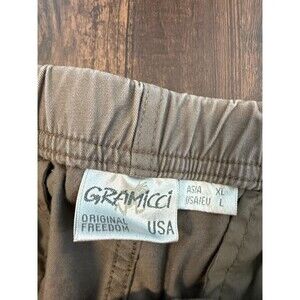 GRAMICCi
ORIGINAL
FREEDOM USA
ASIA XL
USA/EU L